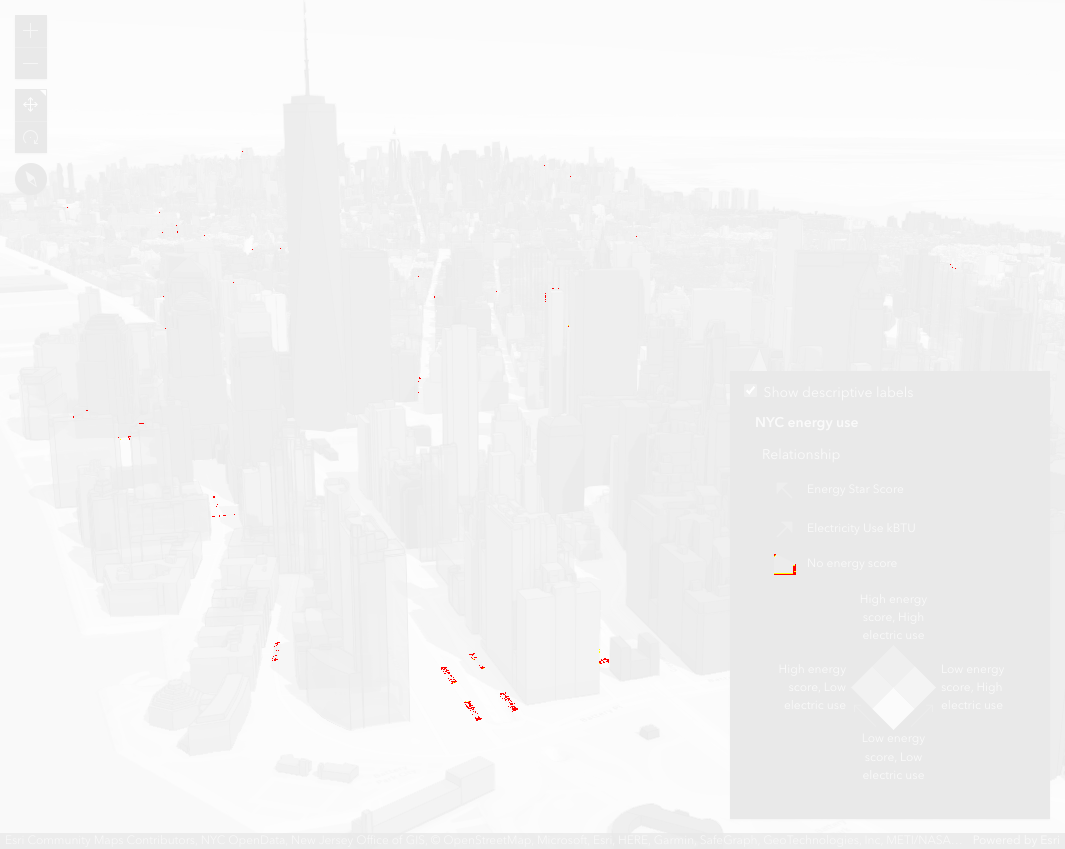 Show descriptive labels
NYC energy use
Relationship
Energy Star Score
Electricity Use kBTU
No energy score
High energy
score, High
electric use
High energy
score, Low
electric use
Low energy
score, High
electric use
Low energy
score, Low
electric use
Esri Community Maps Contributors, NYC OpenData, New Jersey Office of GIS, © OpenStreetMap, Microsoft, Esri, HERE, Garmin, SafeGraph, GeoTechnologies, Inc, METI/NASA Powered by Esri